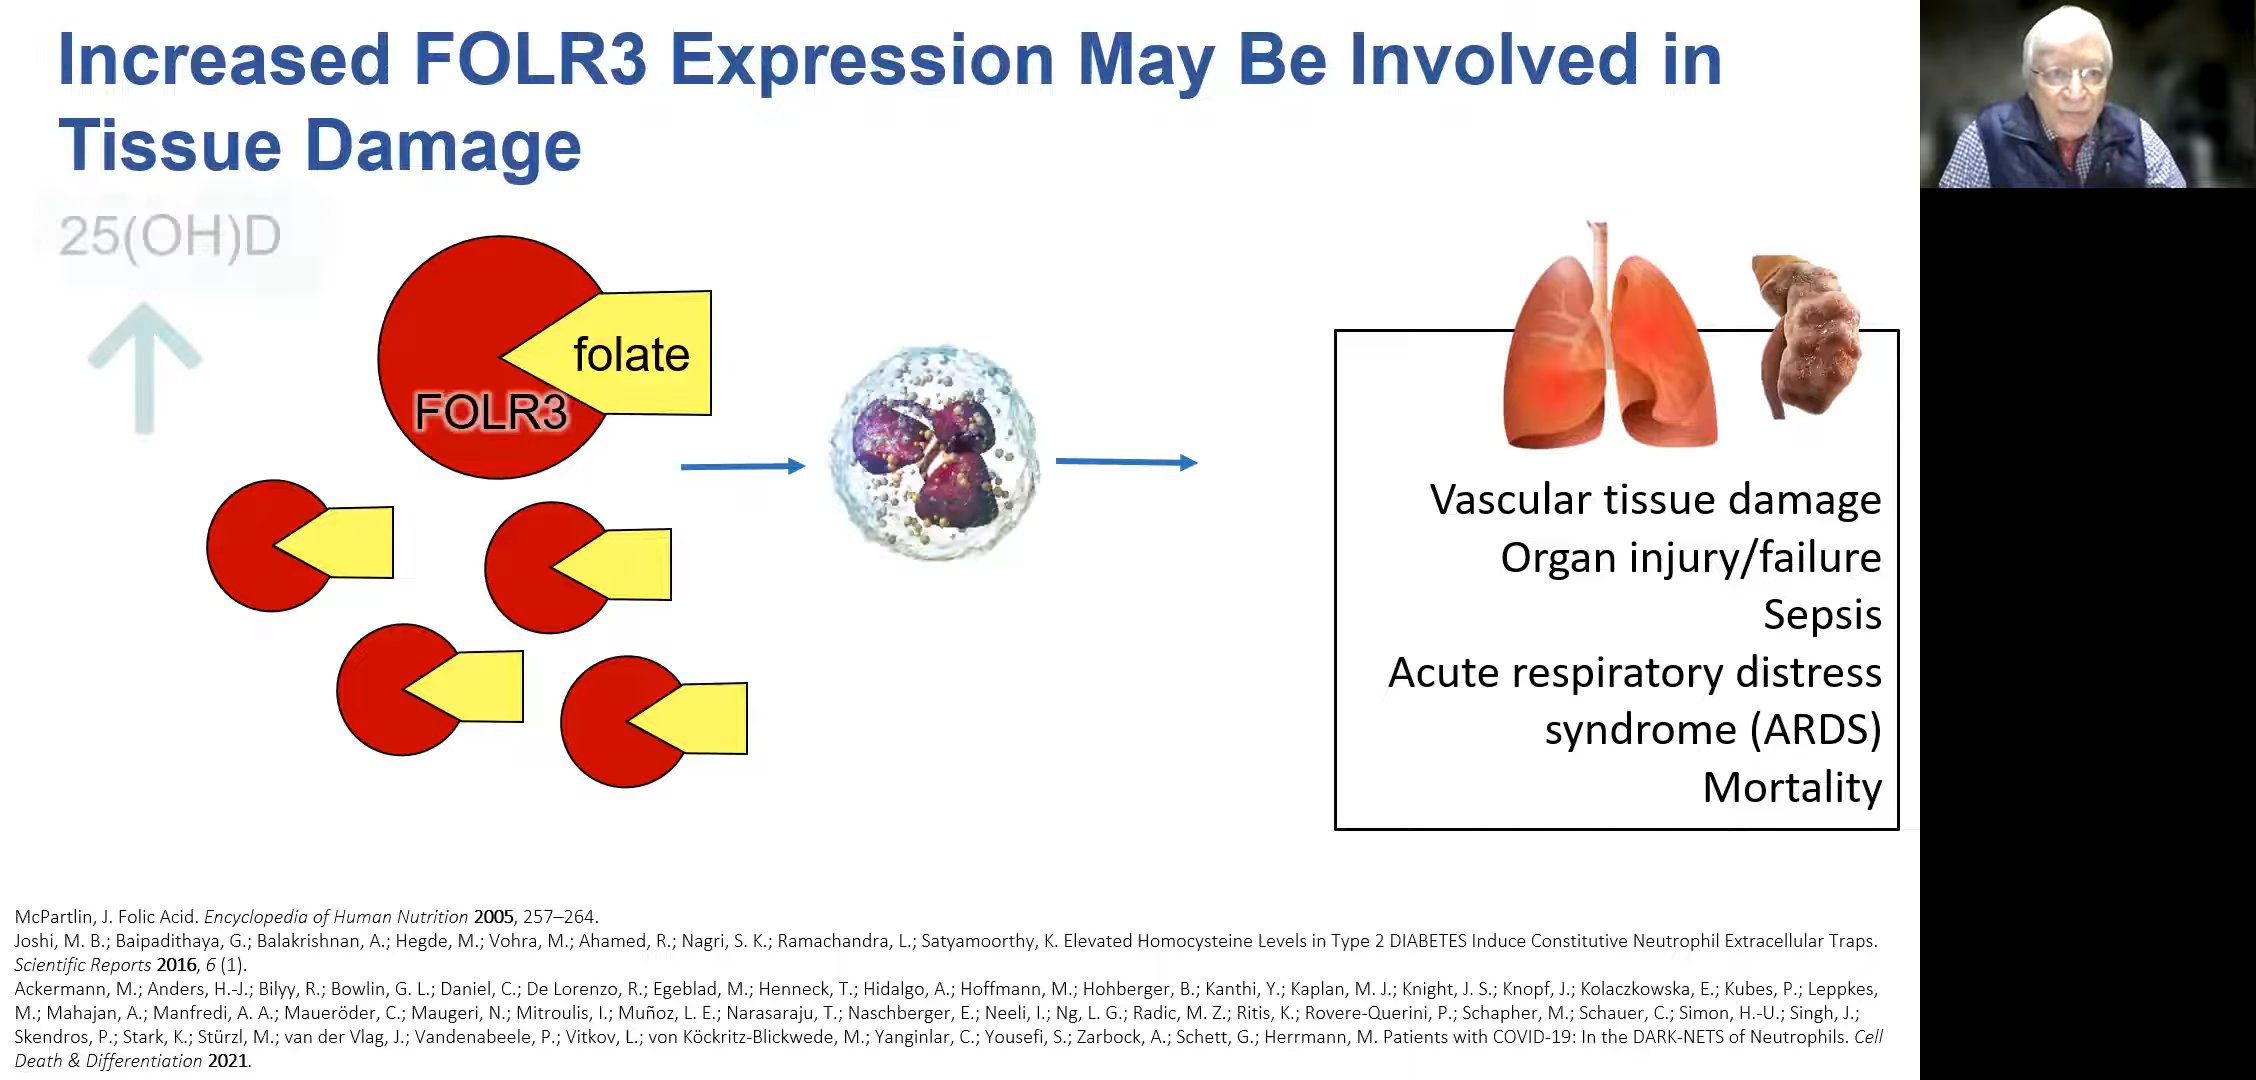 Increased FOLR3 Expression May Be Involved in
Tissue Damage
25(OH)D
folate
FOLR3
Vascular tissue damage
Organ injury/failure
Sepsis
Acute respiratory distress
syndrome (ARDS)
Mortality
McPartlin, J. Folic Acid. Encyclopedia of Human Nutrition 2005, 257–264.
Joshi, M. B.; Baipadithaya, G.; Balakrishnan, A.; Hegde, M.; Vohra, M.; Ahamed, R.; Nagri, S. K.; Ramachandra, L.; Satyamoorthy, K. Elevated Homocysteine Levels in Type 2 DIABETES Induce Constitutive Neutrophil Extracellular Traps.
Scientific Reports 2016, 6 (1).
Ackermann, M.; Anders, H.-J.; Bilyy, R.; Bowlin, G. L.; Daniel, C.; De Lorenzo, R.; Egeblad, M.; Henneck, T.; Hidalgo, A.; Hoffmann, M.; Hohberger, B.; Kanthi, Y.; Kaplan, M. J.; Knight, J. S.; Knopf, J.; Kolaczkowska, E.; Kubes, P.; Leppkes,
M.; Mahajan, A.; Manfredi, A. A.; Maueröder, C.; Maugeri, N.; Mitroulis, I.; Muñoz, L. E.; Narasaraju, T.; Naschberger, E.; Neeli, I.; Ng, L. G.; Radic, M. Z.; Ritis, K.; Rovere-Querini, P.; Schapher, M.; Schauer, C.; Simon, H.-U.; Singh, J.;
Skendros, P.; Stark, K.; Stürzl, M.; van der Vlag, J.; Vandenabeele, P.; Vitkov, L.; von Köckritz-Blickwede, M.; Yanginlar, C.; Yousefi, S.; Zarbock, A.; Schett, G.; Herrmann, M. Patients with COVID-19: In the DARK-NETS of Neutrophils. Cell
Death & Differentiation 2021.